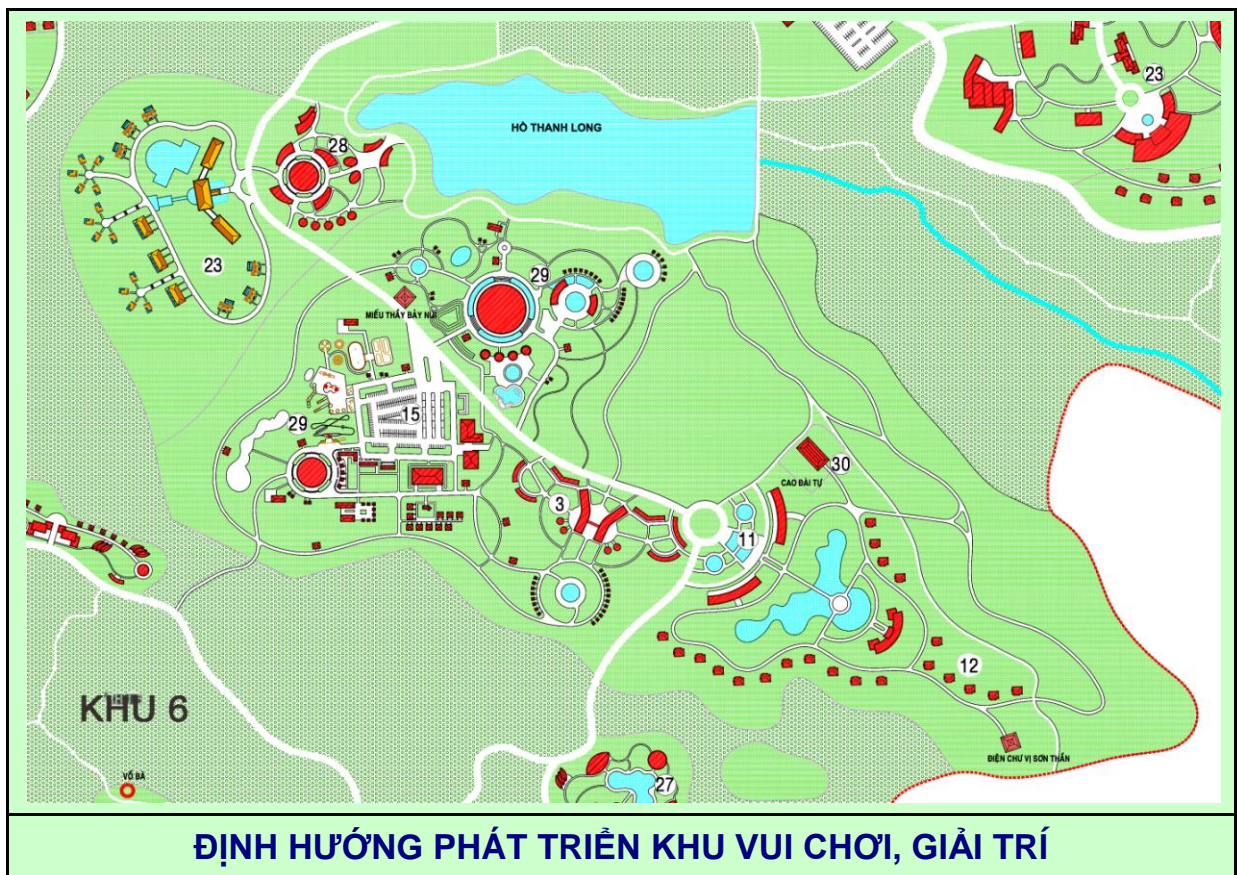 23
HỒ THANH LONG
28
23
29
MIẾU THẦY BẢY NÚI
15
29
30
CAO ĐÀI TỰ
3
11
12
KHU 6
ĐIỆN CHƯ VỊ SƠN THẦN
VỒ BÀ
27
ĐỊNH HƯỚNG PHÁT TRIỂN KHU VUI CHƠI, GIẢI TRÍ